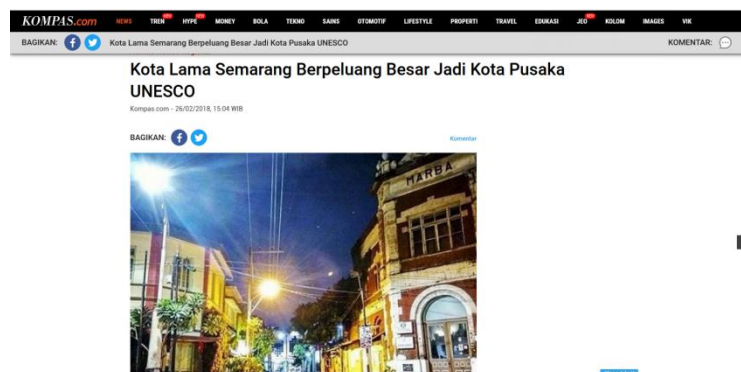 KOMPAS.com NEWS TREN HYPE MONEY BOLA TEKNO SAINS OTOMOTIF LIFESTYLE PROPERTI TRAVEL EDUKASI JEO KOLOM IMAGES VIK
BAGIKAN: Kota Lama Semarang Berpeluang Besar Jadi Kota Pusaka UNESCO KOMENTAR:
Kota Lama Semarang Berpeluang Besar Jadi Kota Pusaka
UNESCO
Kompas.com - 26/02/2018, 15:04 WIB
BAGIKAN: Komentar
MARBA